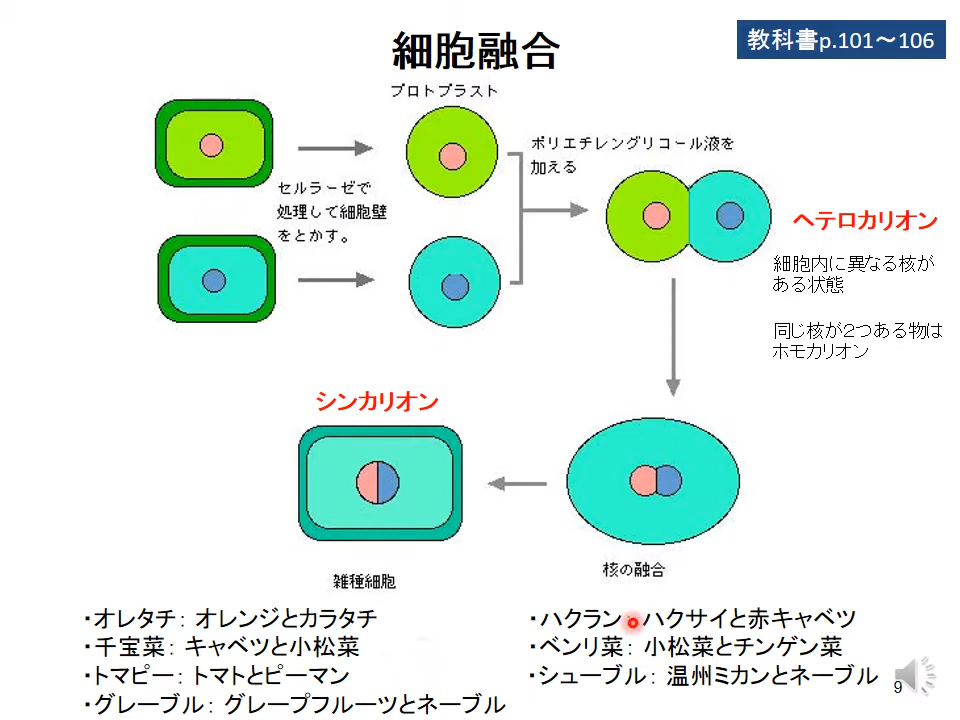 細胞融合
教科書p.101～106
プロトプラスト
セルラーゼで
処理して細胞壁
をとかす。
ポリエチレングリコール液を
加える
ヘテロカリオン
細胞内に異なる核が
ある状態
同じ核が２つある物は
ホモカリオン
シンカリオン
雑種細胞
核の融合
・オレタチ： オレンジとカラタチ
・千宝菜： キャベツと小松菜
・トマピー： トマトとピーマン
・グレーブル： グレープフルーツとネーブル
・ハクラン： ハクサイと赤キャベツ
・ベンリ菜： 小松菜とチンゲン菜
・シューブル： 温州ミカンとネーブル
9